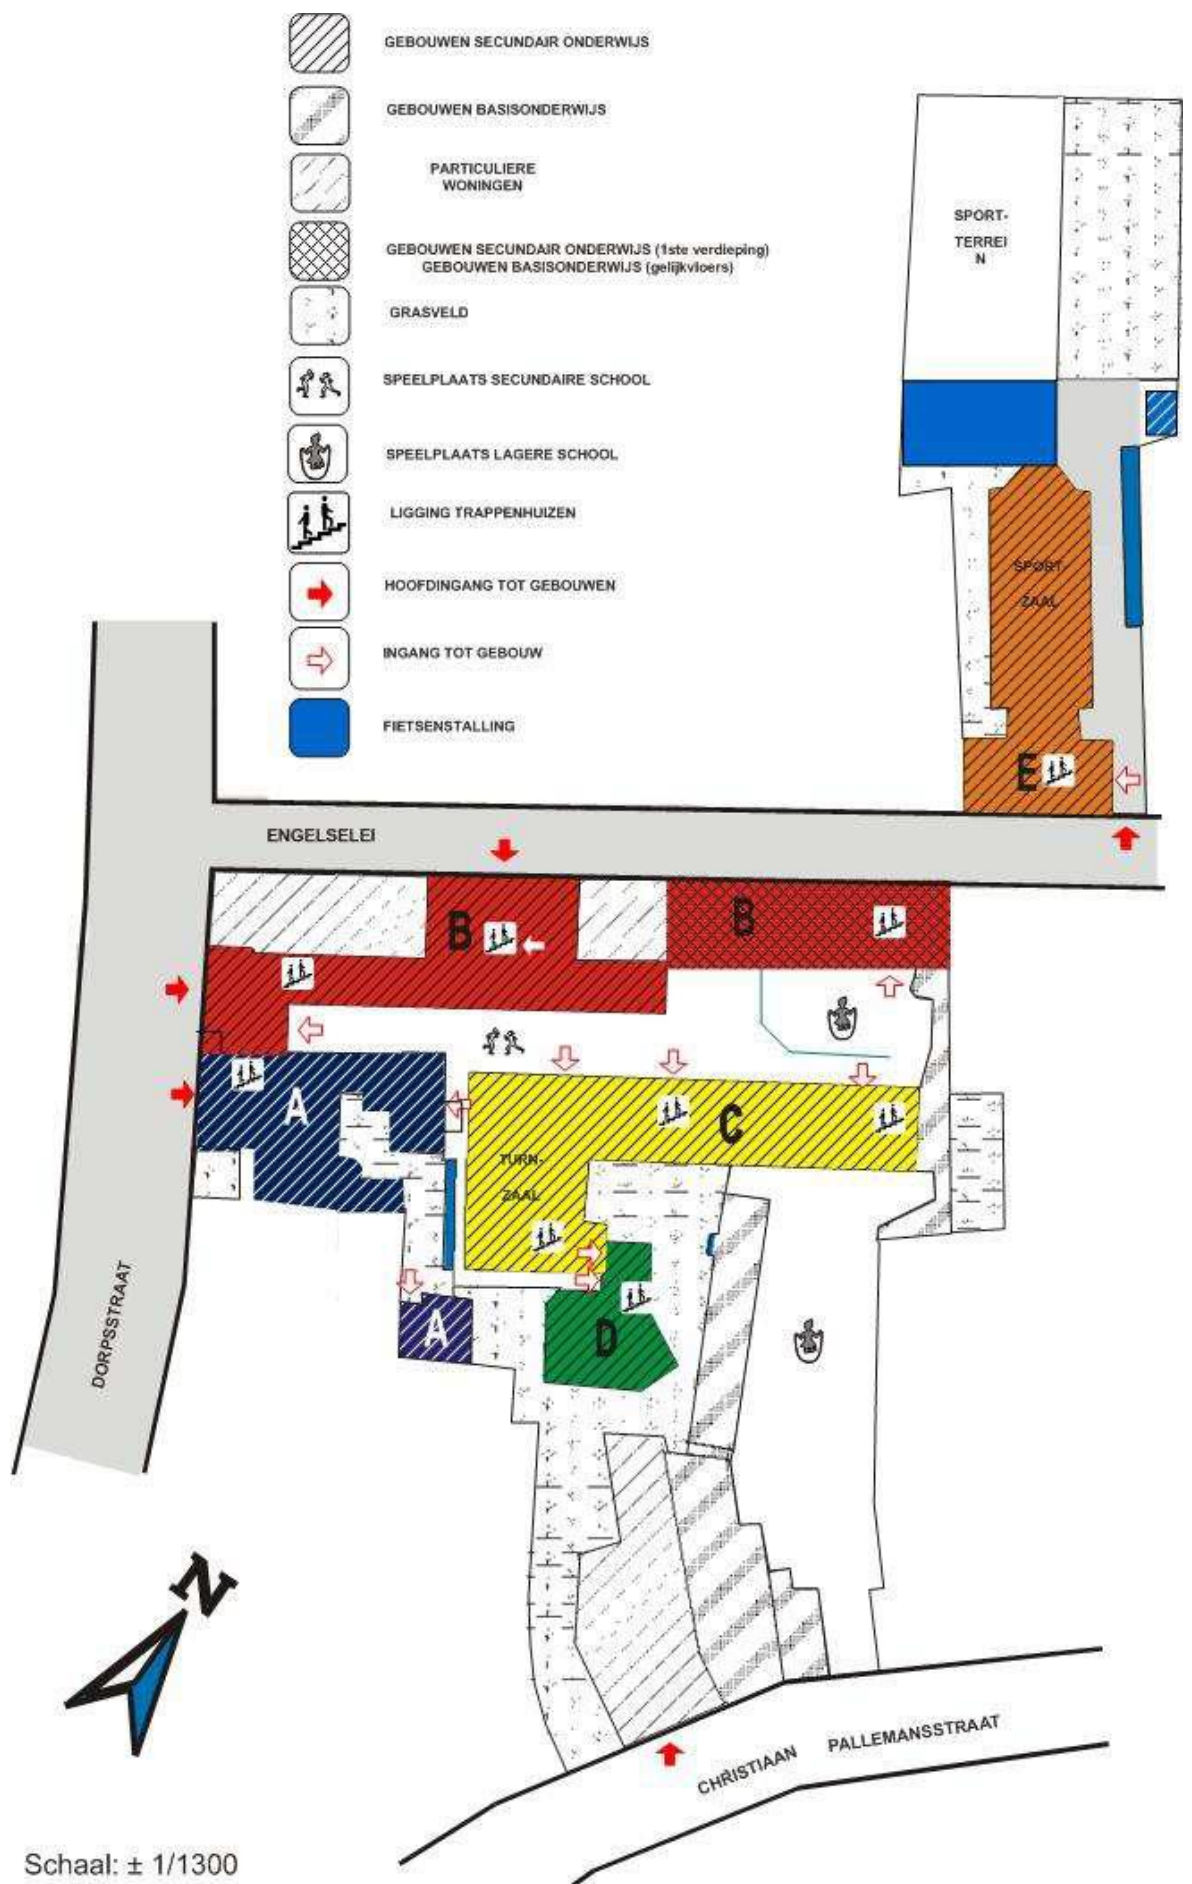 GEBOUWEN SECUNDAIR ONDERWIJS
GEBOUWEN BASISONDERWIJS
PARTICULIERE
WONINGEN
GEBOUWEN SECUNDAIR ONDERWIJS (1ste verdieping)
GEBOUWEN BASISONDERWIJS (gelijkvloers)
GRASVELD
SPEELPLAATS SECUNDAIRE SCHOOL
SPEELPLAATS LAGERE SCHOOL
LIGGING TRAPPENHUIZEN
HOOFDINGANG TOT GEBOUWEN
INGANG TOT GEBOUW
FIETSENSTALLING
SPORT-
TERREI
N
SPORT-
ZAAL
E
ENGELSELEI
B
B
A
C
TURN-
ZAAL
A
D
DORPSSTRAAT
N
CHRISTIAAN PALLEMANSSTRAAT
Schaal: ± 1/1300